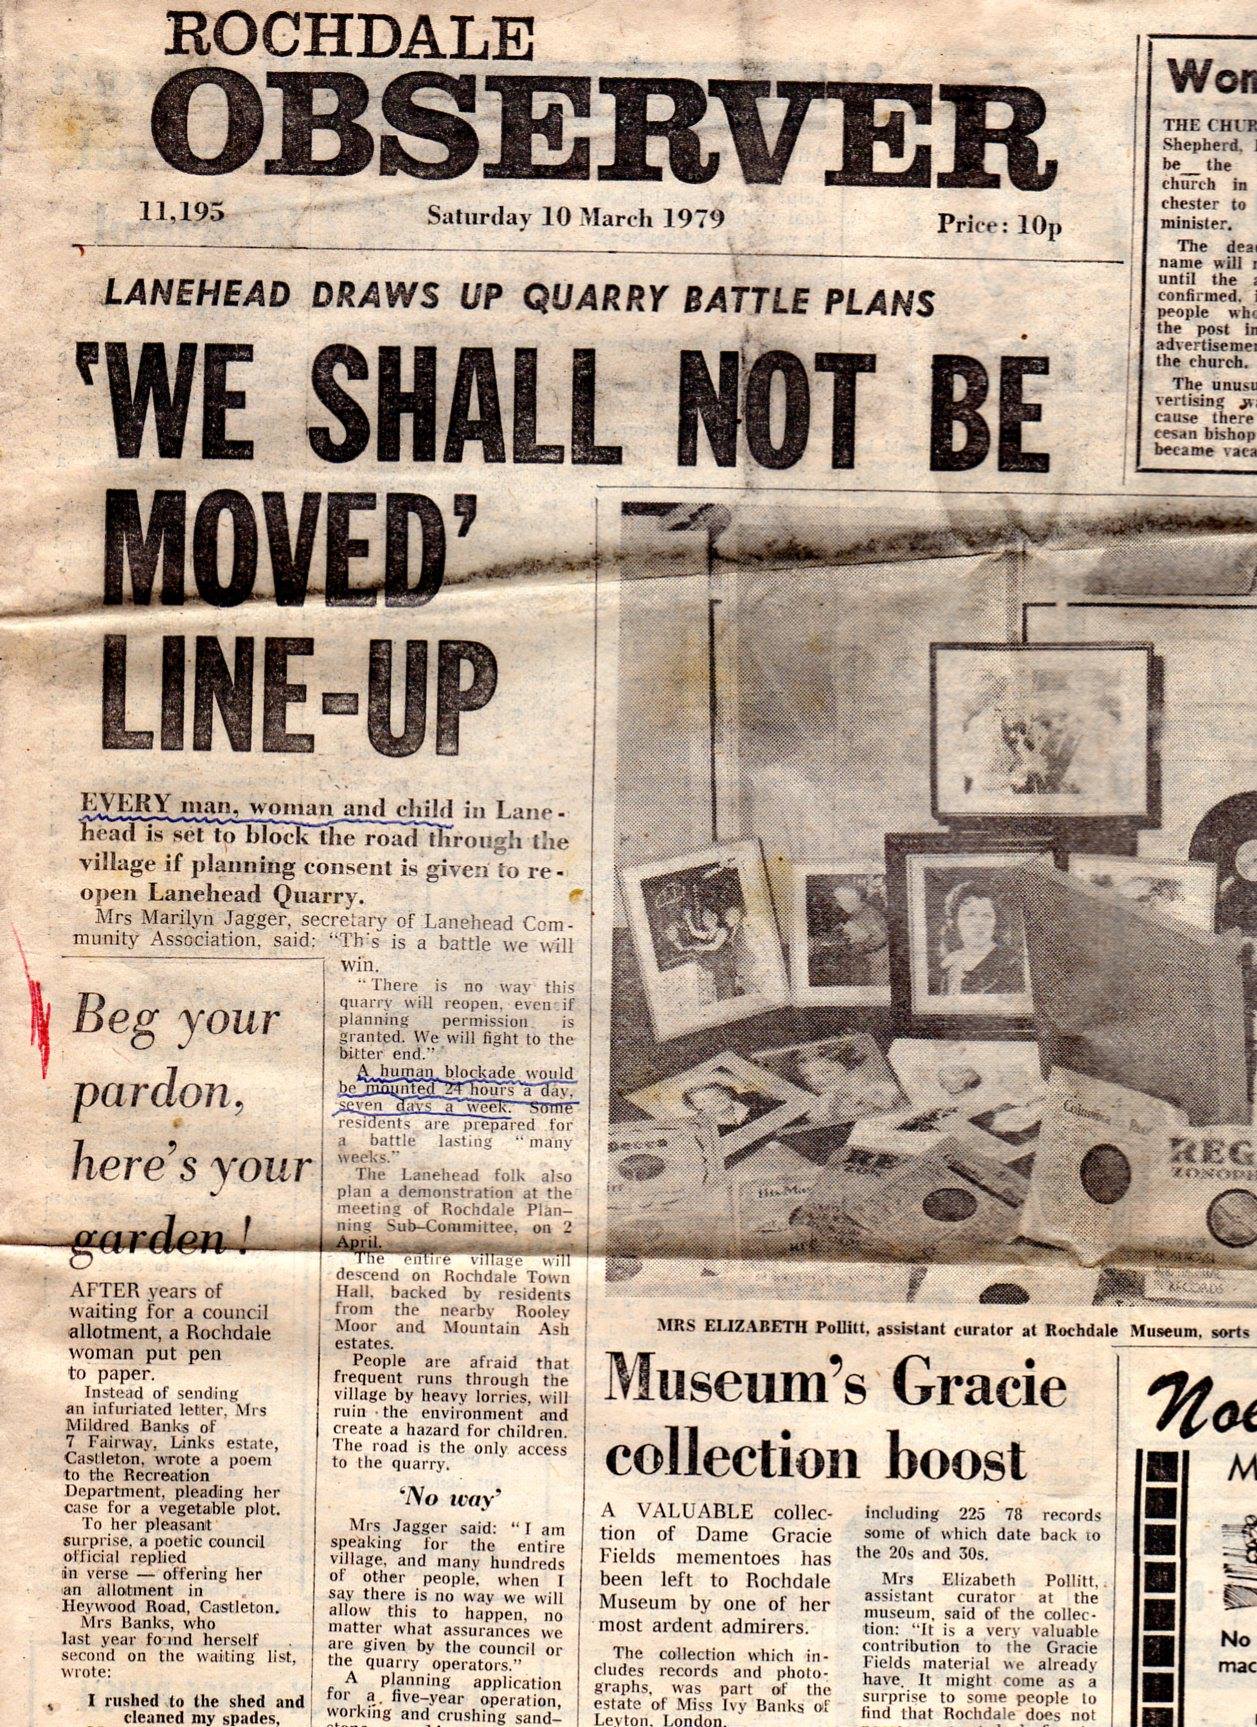 ROCHDALE
OBSERVER
11,195
Saturday 10 March 1979
Price: 10p
LANEHEAD DRAWS UP QUARRY BATTLE PLANS
'WE SHALL NOT BE
MOVED'
LINE-UP
EVERY man, woman and child in Lane-
head is set to block the road through the
village if planning consent is given to re-
open Lanehead Quarry.
Mrs Marilyn Jagger, secretary of Lanehead Com-
munity Association, said: "This is a battle we will
win.
"There is no way this
quarry will reopen, even if
planning permission is
granted. We will fight to the
bitter end."
A human blockade would
be mounted 24 hours a day,
seven days a week. Some
residents are prepared for
a battle lasting "many
weeks."
The Lanehead folk also
plan a demonstration at the
meeting of Rochdale Plan-
ning Sub-Committee, on 2
April.
The entire village will
descend on Rochdale Town
Hall, backed by residents
from the nearby Rooley
Moor and Mountain Ash
estates.
People are afraid that
frequent runs through the
village by heavy lorries, will
ruin the environment and
create a hazard for children.
The road is the only access
to the quarry.
'No way'
Mrs Jagger said: "I am
speaking for the entire
village, and many hundreds
of other people, when I
say there is no way we will
allow this to happen, no
matter what assurances we
are given by the council or
the quarry operators."
A planning application
for a five-year operation,
working and crushing sand-
Beg your
pardon,
here's your
garden!
AFTER years of
waiting for a council
allotment, a Rochdale
woman put pen
to paper.
Instead of sending
an infuriated letter, Mrs
Mildred Banks of
7 Fairway, Links estate,
Castleton, wrote a poem
to the Recreation
Department, pleading her
case for a vegetable plot.
To her pleasant
surprise, a poetic council
official replied
in verse — offering her
an allotment in
Heywood Road, Castleton.
Mrs Banks, who
last year found herself
second on the waiting list,
wrote:
I rushed to the shed and
cleaned my spades,
REG
ZONOP
RECORDS
MRS ELIZABETH Pollitt, assistant curator at Rochdale Museum, sorts
Museum's Gracie
collection boost
A VALUABLE collec-
tion of Dame Gracie
Fields mementoes has
been left to Rochdale
Museum by one of her
most ardent admirers.
The collection which in-
cludes records and photo-
graphs, was part of the
estate of Miss Ivy Banks of
Leyton, London.
including 225 78 records
some of which date back to
the 20s and 30s.
Mrs Elizabeth Pollitt,
assistant curator at the
museum, said of the collec-
tion: "It is a very valuable
contribution to the Gracie
Fields material we already
have. It might come as a
surprise to some people to
find that Rochdale does not
Wom
THE CHUR
Shepherd,
be the
church in
chester to
minister.
The dea
name will
until the
confirmed,
people who
the post in
advertisemen
the church.
The unusu
vertising
cause there
cesan bishop
became vaca
Noe
M
No
mac